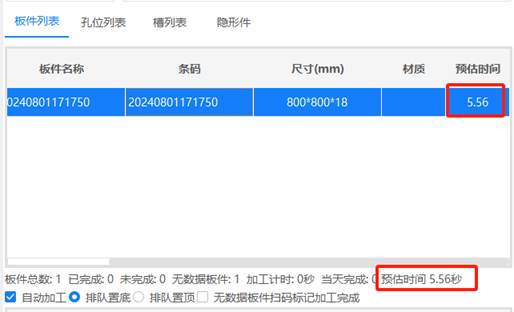 板件列表 孔位列表 槽列表 隐形件
板件名称 条码 尺寸(mm) 材质 预估时间
0240801171750 20240801171750 800*800*18 5.56
板件总数: 1 已完成: 0 未完成: 0 无数据板件: 1 加工计时: 0秒 当天完成: 0 预估时间 5.56秒
自动加工 排队置底 排队置顶 无数据板件扫码标记加工完成